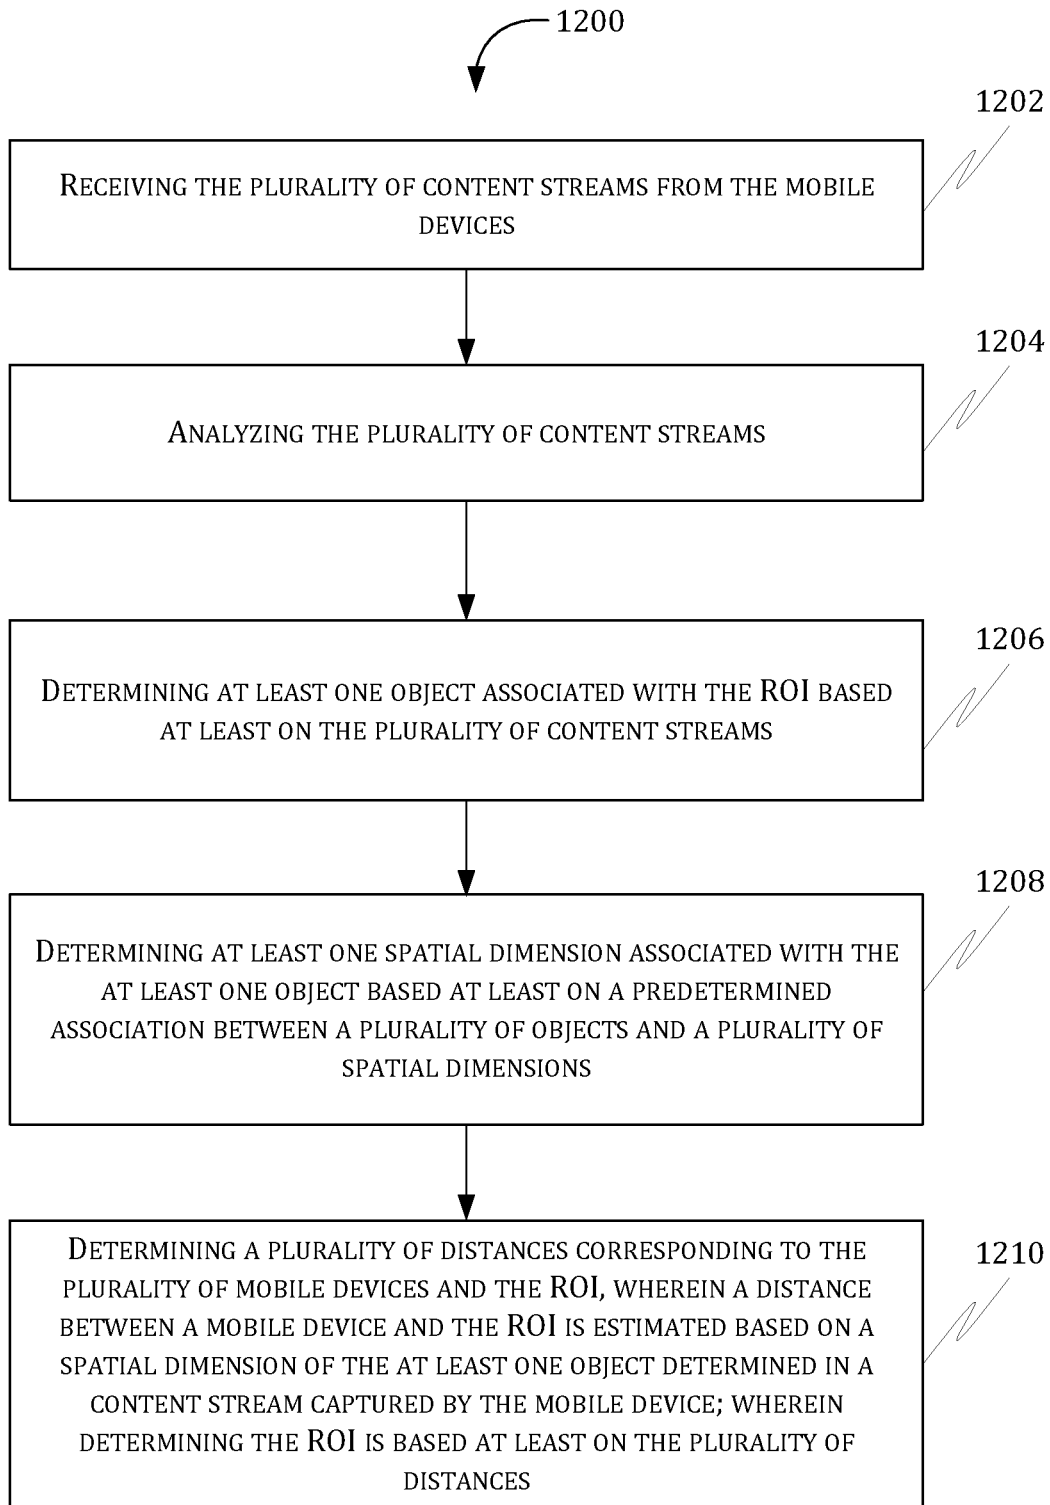 1200
1202
RECEIVING THE PLURALITY OF CONTENT STREAMS FROM THE MOBILE
DEVICES
1204
ANALYZING THE PLURALITY OF CONTENT STREAMS
1206
DETERMINING AT LEAST ONE OBJECT ASSOCIATED WITH THE ROI BASED
AT LEAST ON THE PLURALITY OF CONTENT STREAMS
1208
DETERMINING AT LEAST ONE SPATIAL DIMENSION ASSOCIATED WITH THE
AT LEAST ONE OBJECT BASED AT LEAST ON A PREDETERMINED
ASSOCIATION BETWEEN A PLURALITY OF OBJECTS AND A PLURALITY OF
SPATIAL DIMENSIONS
1210
DETERMINING A PLURALITY OF DISTANCES CORRESPONDING TO THE
PLURALITY OF MOBILE DEVICES AND THE ROI, WHEREIN A DISTANCE
BETWEEN A MOBILE DEVICE AND THE ROI IS ESTIMATED BASED ON A
SPATIAL DIMENSION OF THE AT LEAST ONE OBJECT DETERMINED IN A
CONTENT STREAM CAPTURED BY THE MOBILE DEVICE; WHEREIN
DETERMINING THE ROI IS BASED AT LEAST ON THE PLURALITY OF
DISTANCES